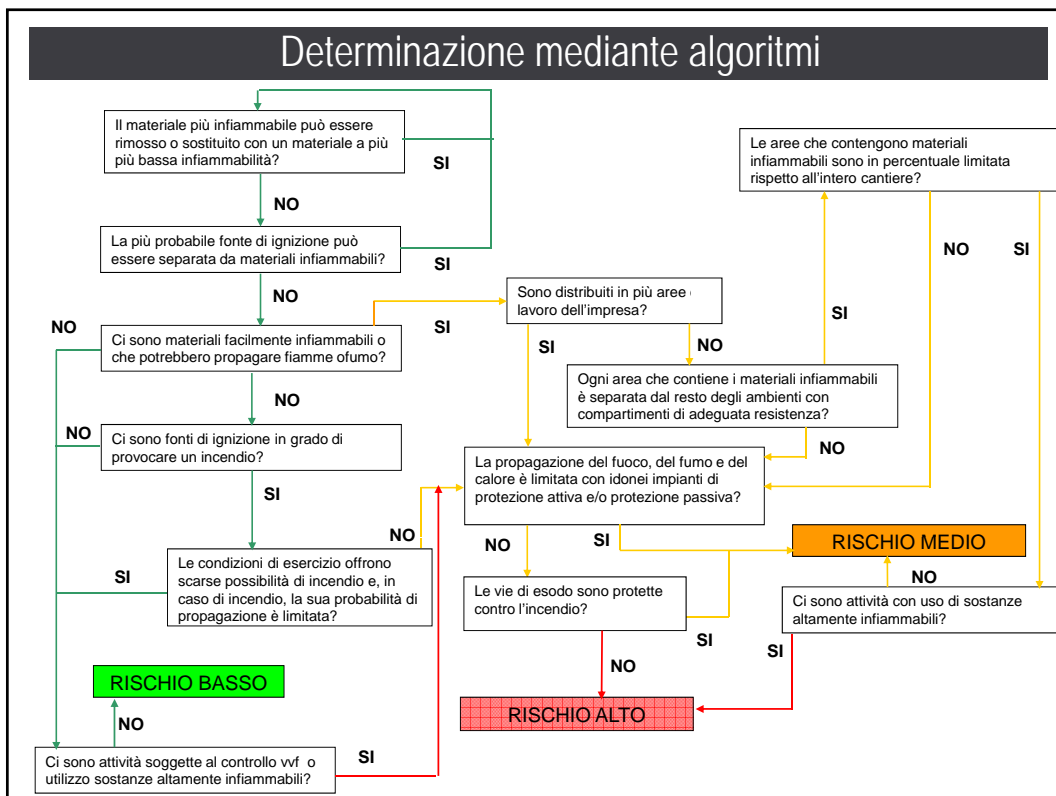 Determinazione mediante algoritmi
Il materiale più infiammabile può essere
rimosso o sostituito con un materiale a più
più bassa infiammabilità?
SI
NO
La più probabile fonte di ignizione può
essere separata da materiali infiammabili?
SI
NO
Ci sono materiali facilmente infiammabili o
che potrebbero propagare fiamme ofumo?
NO
SI
NO
Ci sono fonti di ignizione in grado di
provocare un incendio?
NO
SI
Le condizioni di esercizio offrono
scarse possibilità di incendio e, in
caso di incendio, la sua probabilità di
propagazione è limitata?
SI
NO
RISCHIO BASSO
NO
Ci sono attività soggette al controllo vvf o
utilizzo sostanze altamente infiammabili?
SI
Sono distribuiti in più aree
lavoro dell'impresa?
SI
NO
Ogni area che contiene i materiali infiammabili
è separata dal resto degli ambienti con
compartimenti di adeguata resistenza?
SI
NO
Le aree che contengono materiali
infiammabili sono in percentuale limitata
rispetto all'intero cantiere?
NO
SI
La propagazione del fuoco, del fumo e del
calore è limitata con idonei impianti di
protezione attiva e/o protezione passiva?
NO
SI
Le vie di esodo sono protette
contro l'incendio?
SI
NO
RISCHIO MEDIO
NO
Ci sono attività con uso di sostanze
altamente infiammabili?
SI
RISCHIO ALTO